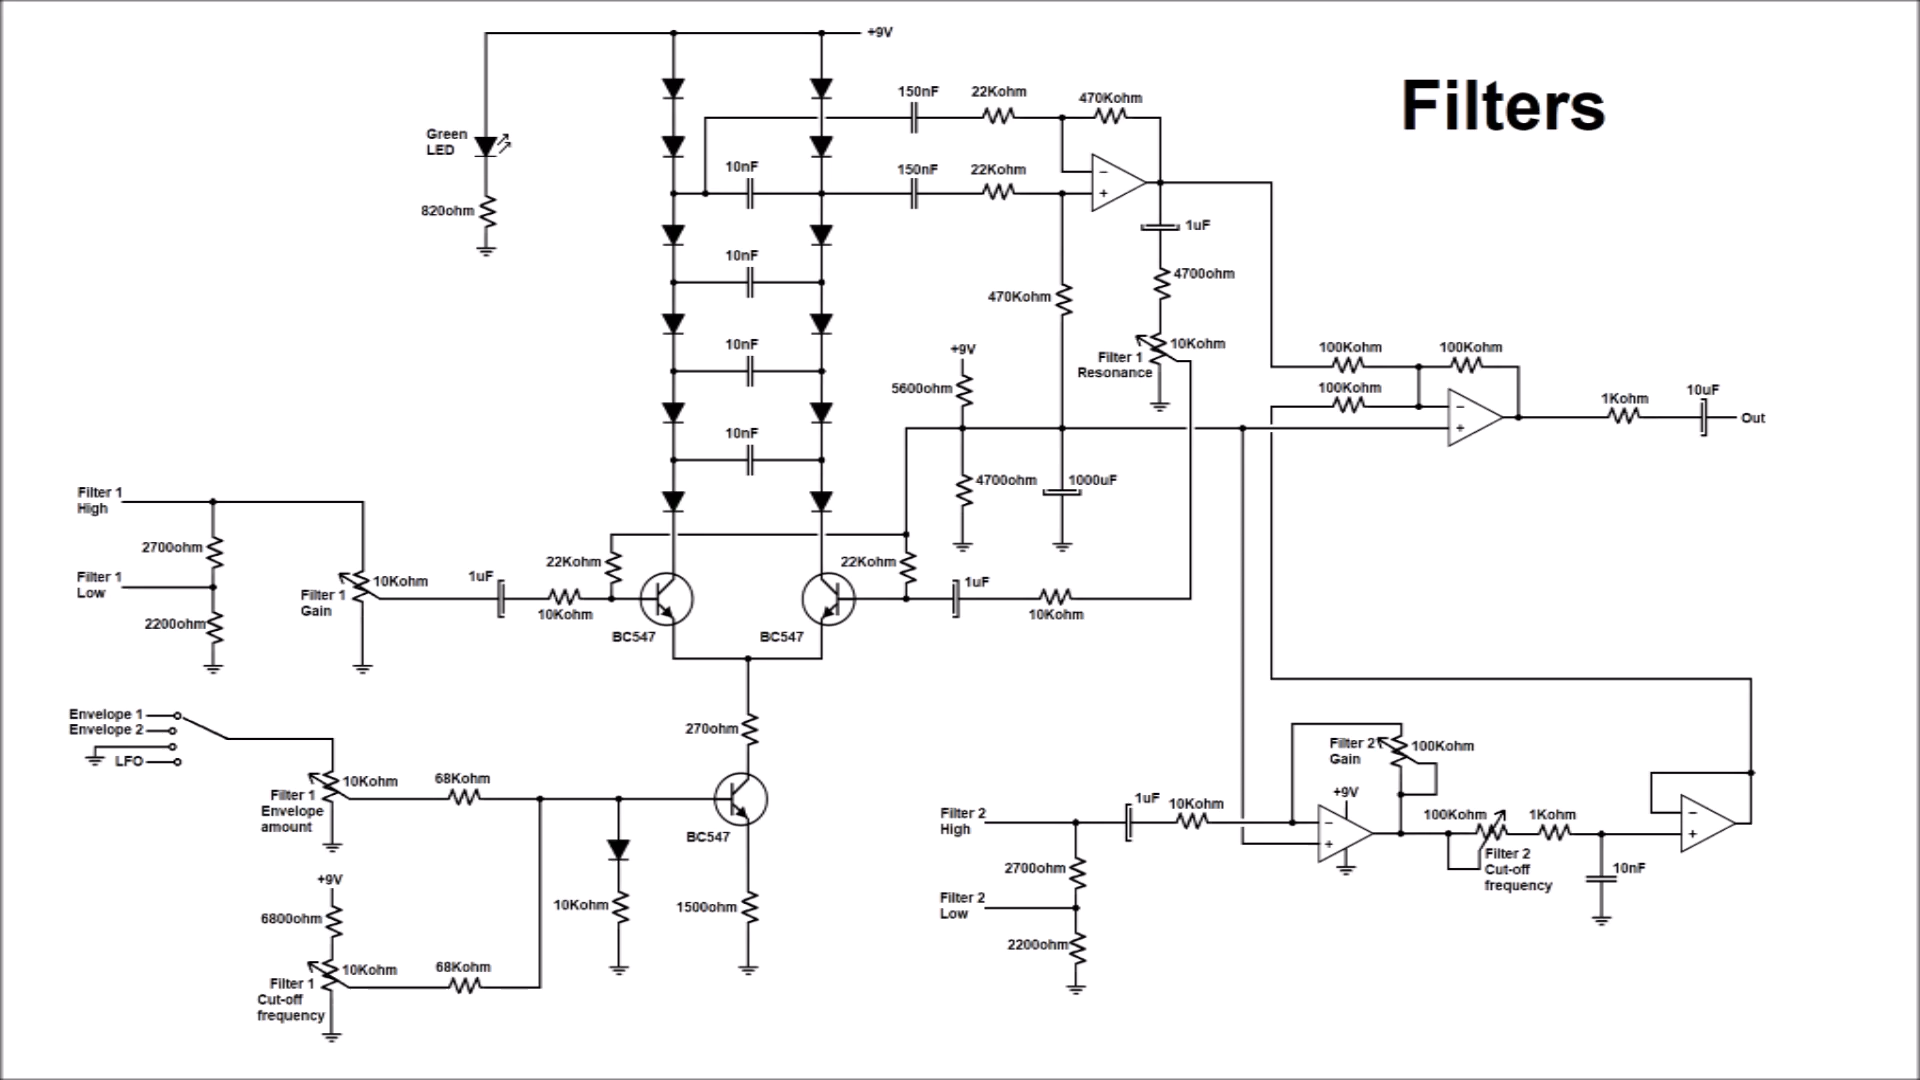 Filters
+9V
Green
LED
820ohm
150nF
22Kohm
470Kohm
10nF
150nF
22Kohm
−
+
1uF
10nF
4700ohm
470Kohm
10nF
+9V
Filter 1
Resonance
10Kohm
5600ohm
100Kohm
100Kohm
100Kohm
−
+
1Kohm
10uF
Out
10nF
4700ohm
1000uF
Filter 1
High
2700ohm
Filter 1
Low
2200ohm
Filter 1
Gain
10Kohm
1uF
10Kohm
22Kohm
BC547
22Kohm
BC547
1uF
10Kohm
Envelope 1
Envelope 2
LFO
270ohm
10Kohm
Filter 1
Envelope
amount
68Kohm
BC547
+9V
6800ohm
10Kohm
Filter 1
Cut-off
frequency
68Kohm
10Kohm
1500ohm
Filter 2
High
1uF
10Kohm
2700ohm
Filter 2
Low
2200ohm
Filter 2
Gain
100Kohm
+9V
−
+
100Kohm
Filter 2
Cut-off
frequency
1Kohm
10nF
−
+